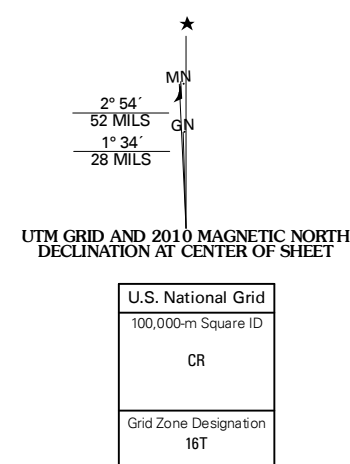 ★
MN
2° 54´
52 MILS
GN
1° 34´
28 MILS
UTM GRID AND 2010 MAGNETIC NORTH
DECLINATION AT CENTER OF SHEET
U.S. National Grid
100,000-m Square ID
CR
Grid Zone Designation
16T